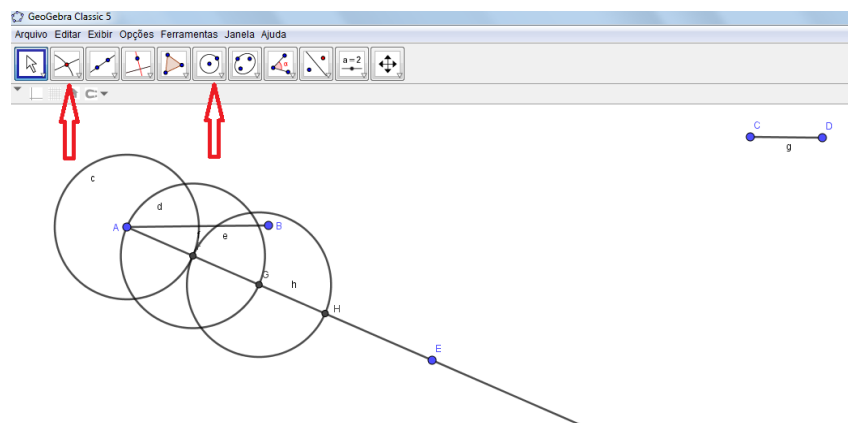 GeoGebra Classic 5
Arquivo Editar Exibir Opções Ferramentas Janela Ajuda
a = 2
C D
g
c
d
A B
f
e
F
G
h
H
E